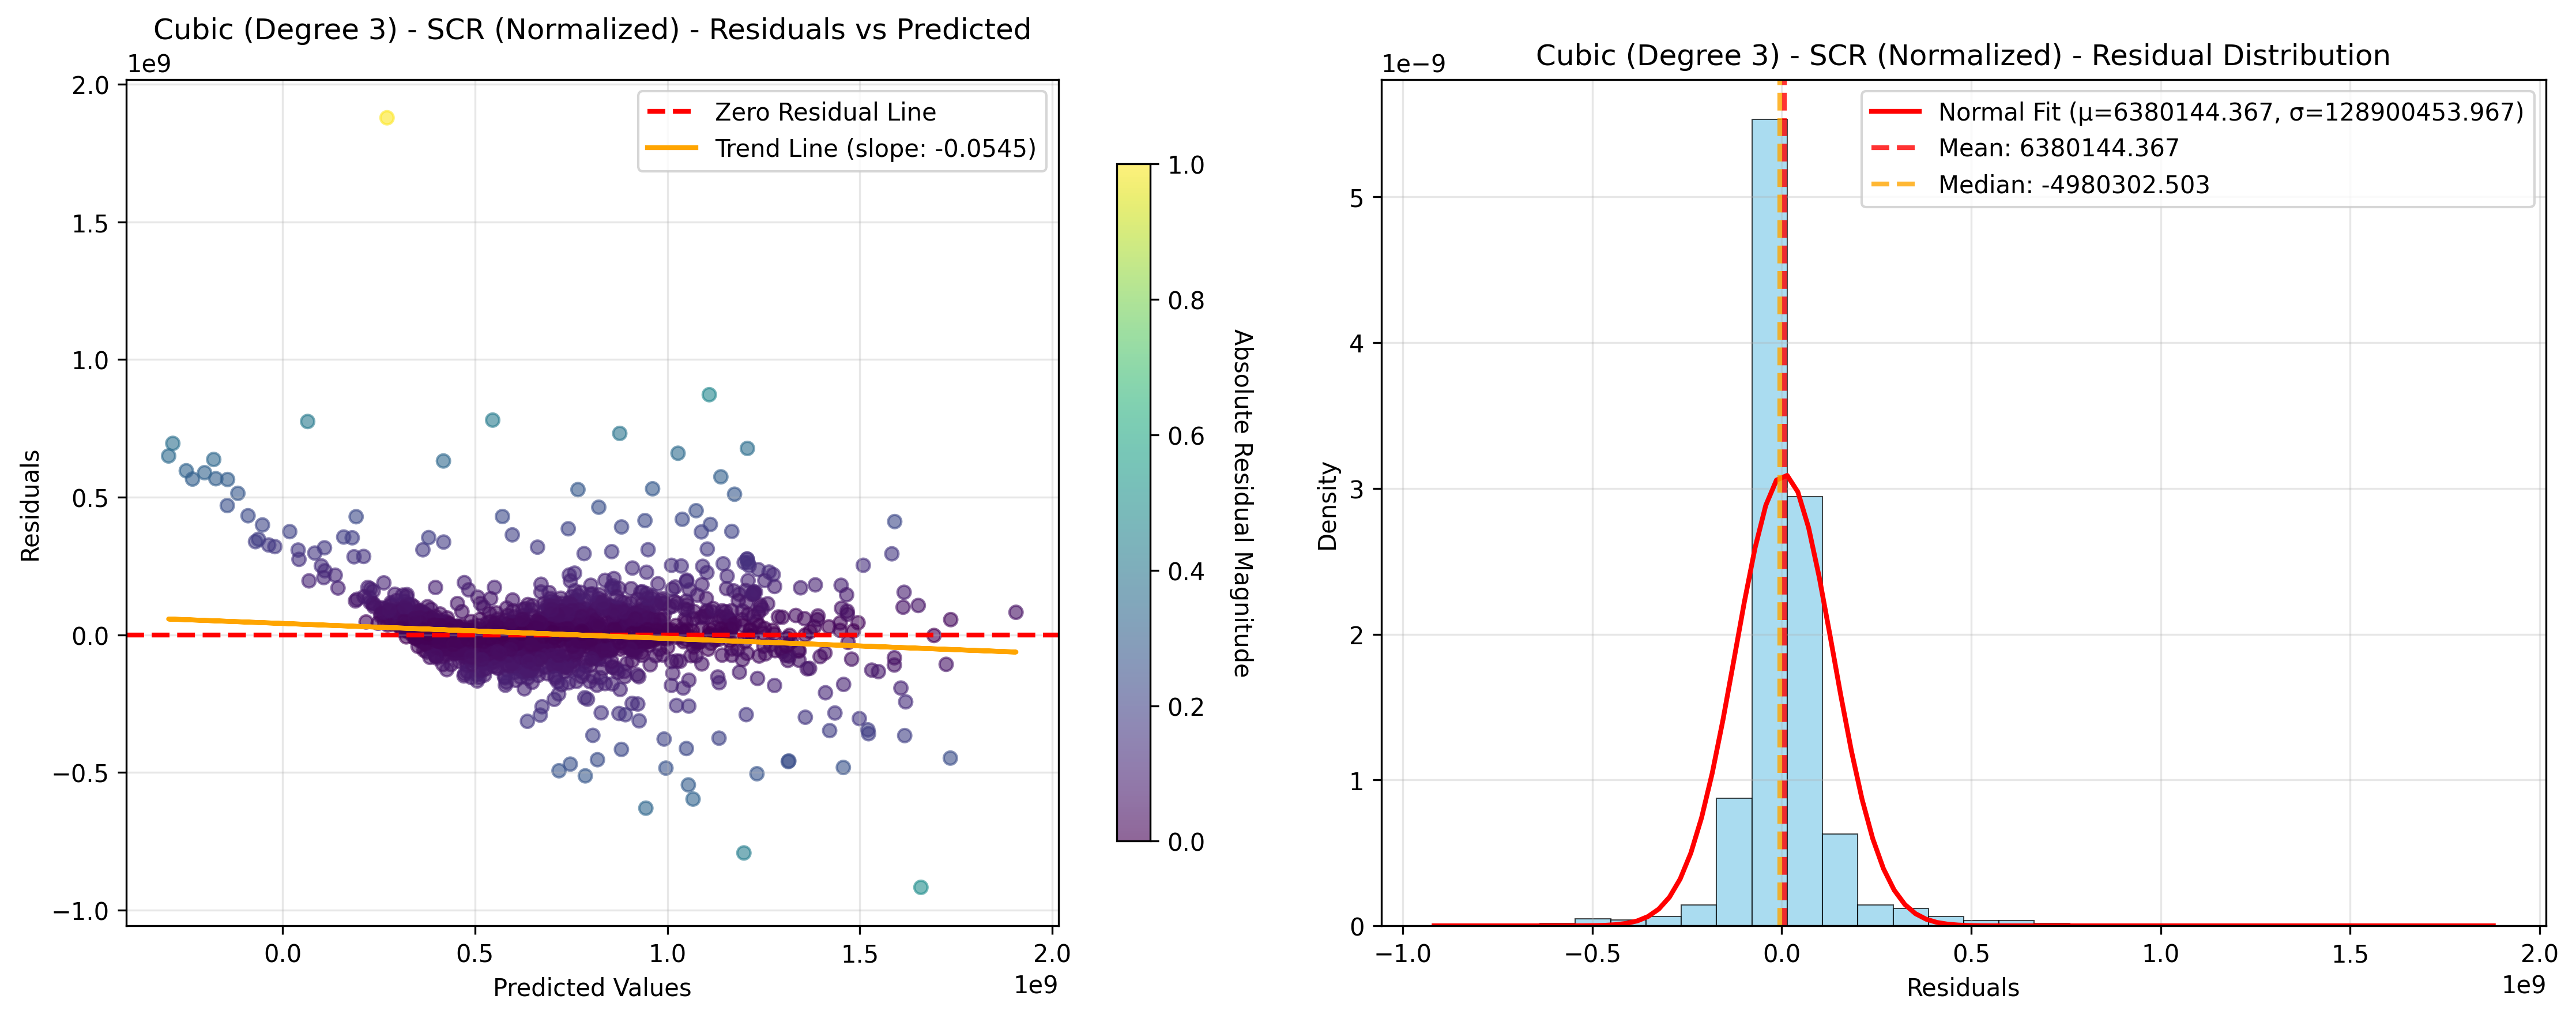 Cubic (Degree 3) - SCR (Normalized) - Residuals vs Predicted
1e9
2.0
1.5
1.0
0.5
0.0
−0.5
−1.0
Residuals
Zero Residual Line
Trend Line (slope: -0.0545)
0.0
0.5
1.0
1.5
2.0
1e9
Predicted Values
1.0
0.8
0.6
0.4
0.2
0.0
Absolute Residual Magnitude
Cubic (Degree 3) - SCR (Normalized) - Residual Distribution
1e−9
5
4
3
2
1
0
Density
Normal Fit (μ=6380144.367, σ=128900453.967)
Mean: 6380144.367
Median: -4980302.503
−1.0
−0.5
0.0
0.5
1.0
1.5
2.0
1e9
Residuals